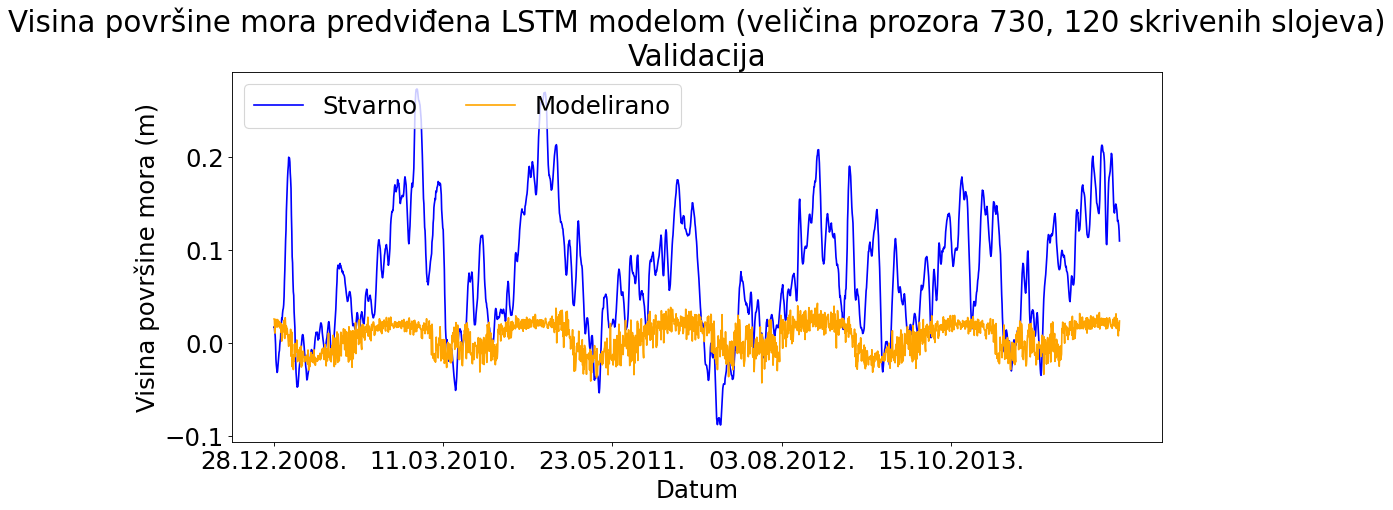 Visina površine mora predviđena LSTM modelom (veličina prozora 730, 120 skrivenih slojeva)
Validacija
Stvarno Modelirano
Visina površine mora (m)
0.2
0.1
0.0
−0.1
28.12.2008. 11.03.2010. 23.05.2011. 03.08.2012. 15.10.2013.
Datum